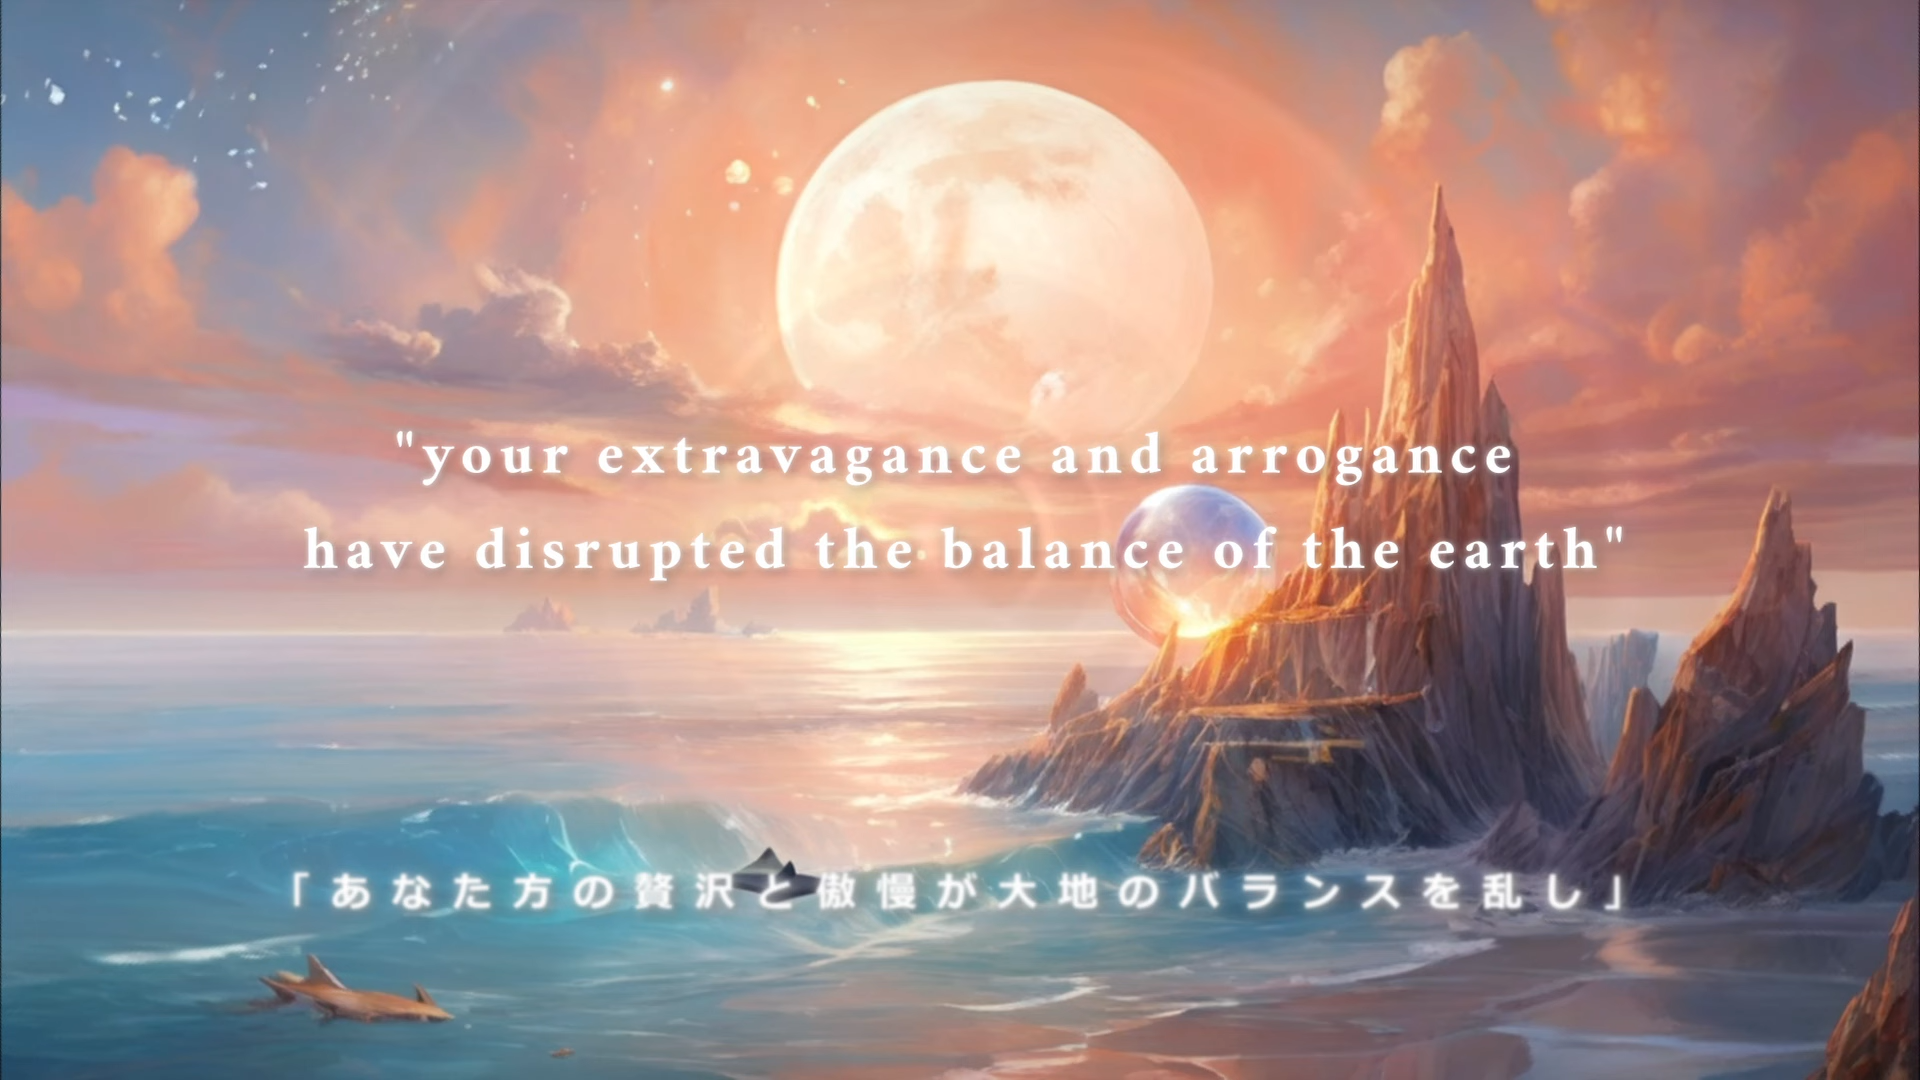 "your extravagance and arrogance
have disrupted the balance of the earth"
「あなた方の贅沢と傲慢が大地のバランスを乱し」